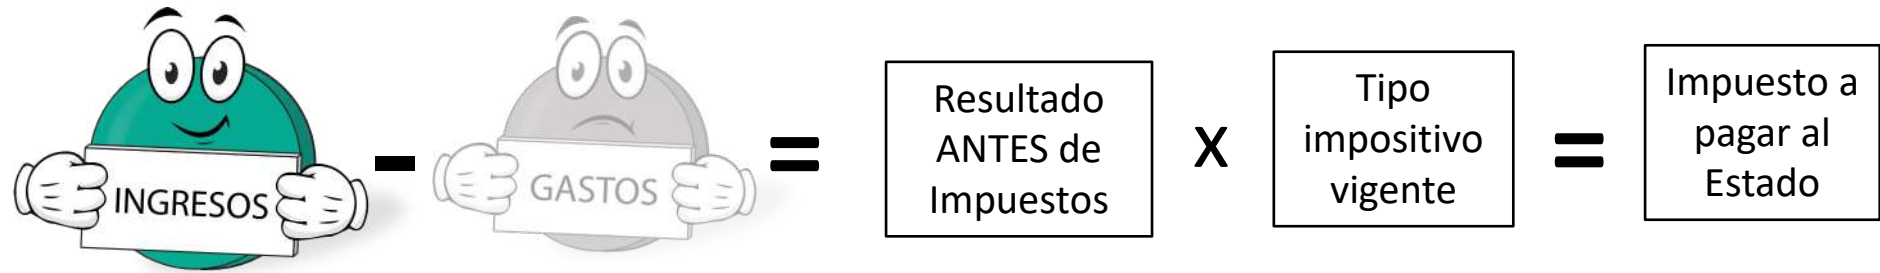 INGRESOS
-
GASTOS
=
Resultado
ANTES de
Impuestos
X
Tipo
impositivo
vigente
=
Impuesto a
pagar al
Estado